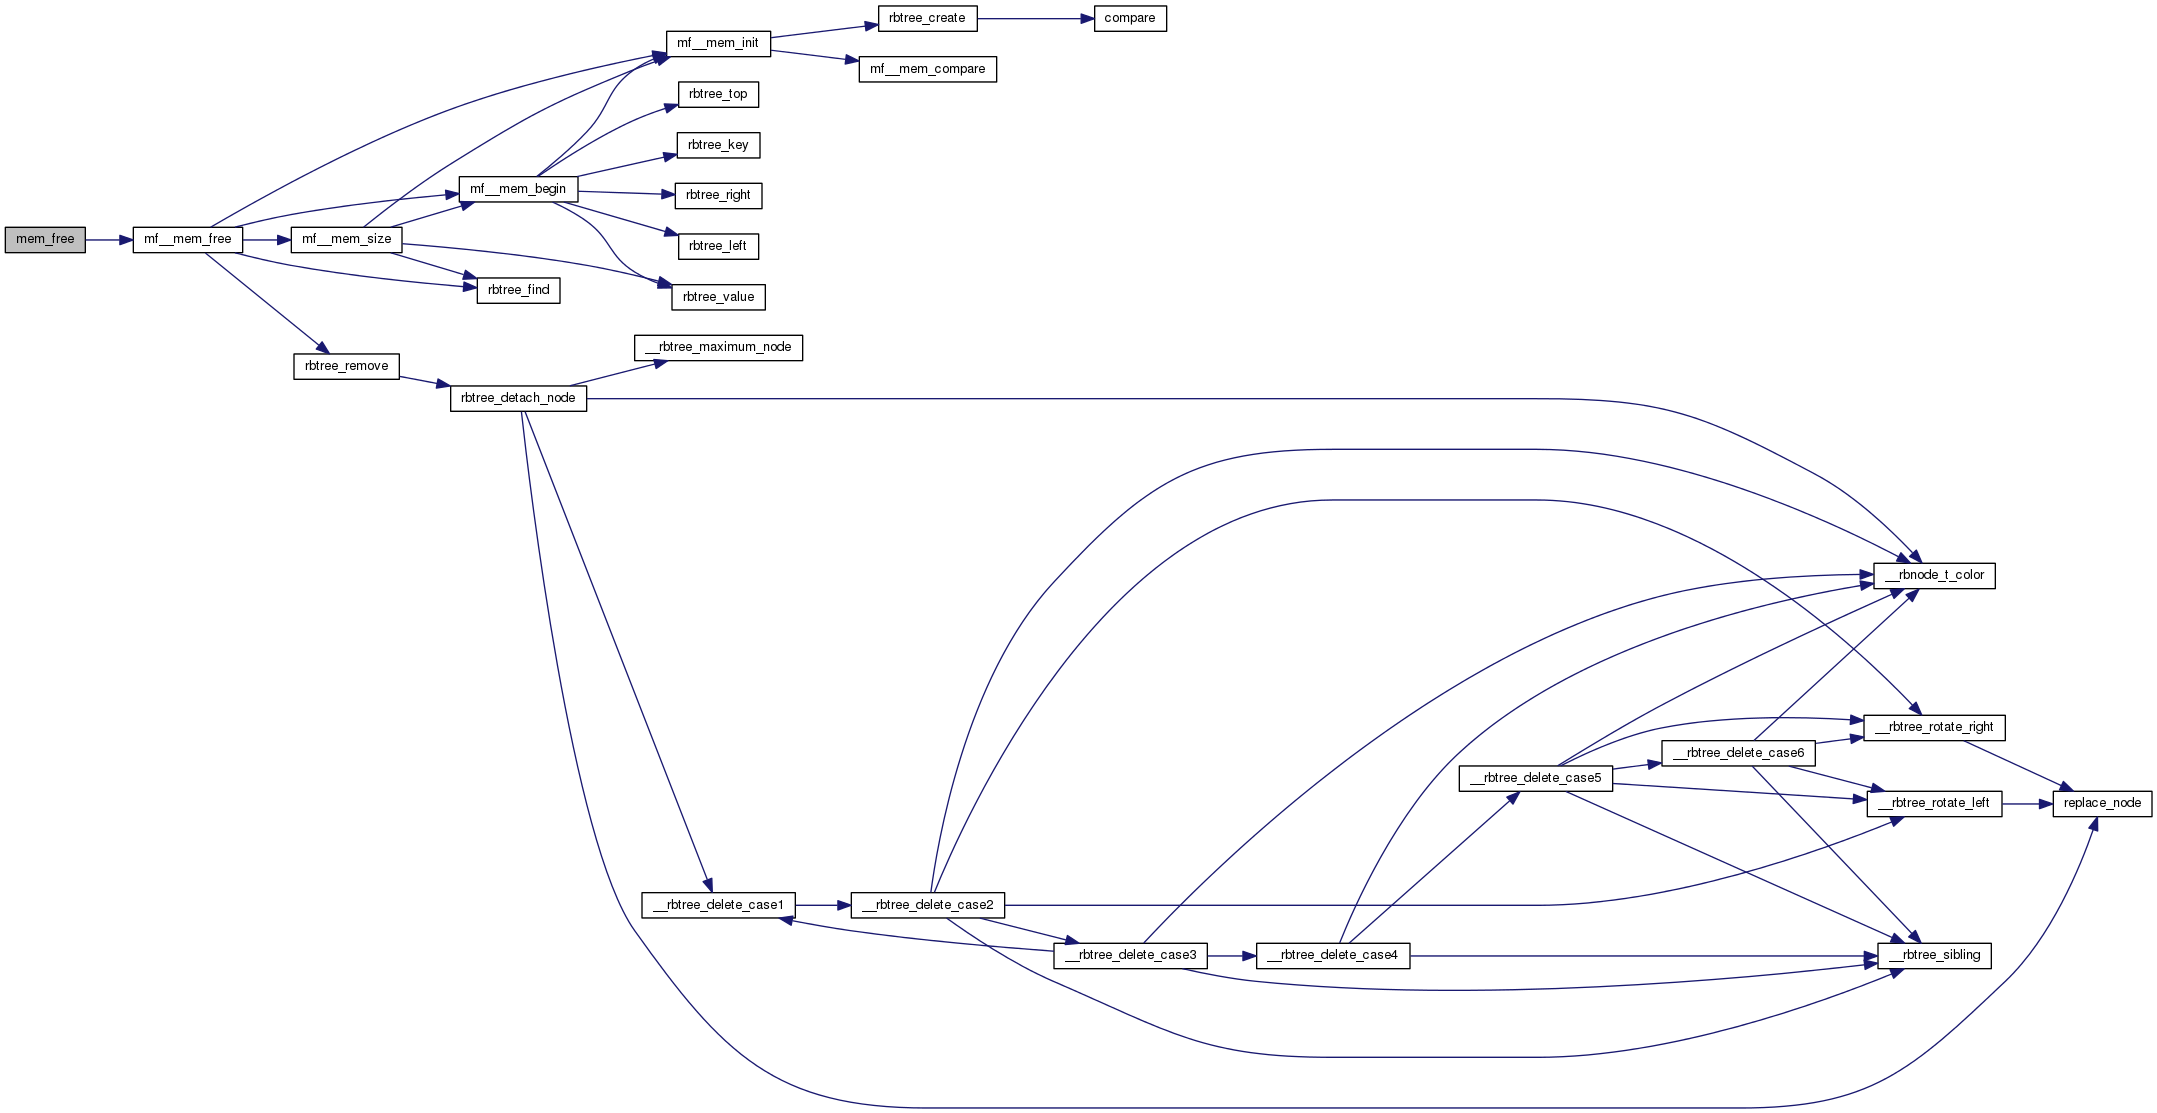 rbtree_create
compare
mf__mem_init
mf__mem_compare
rbtree_top
rbtree_key
mf__mem_begin
rbtree_right
mem_free
mf__mem_free
mf__mem_size
rbtree_left
rbtree_find
rbtree_value
__rbtree_maximum_node
rbtree_remove
rbtree_detach_node
__rbnode_t_color
__rbtree_rotate_right
__rbtree_delete_case6
__rbtree_delete_case5
__rbtree_rotate_left
replace_node
__rbtree_delete_case1
__rbtree_delete_case2
__rbtree_delete_case3
__rbtree_delete_case4
__rbtree_sibling